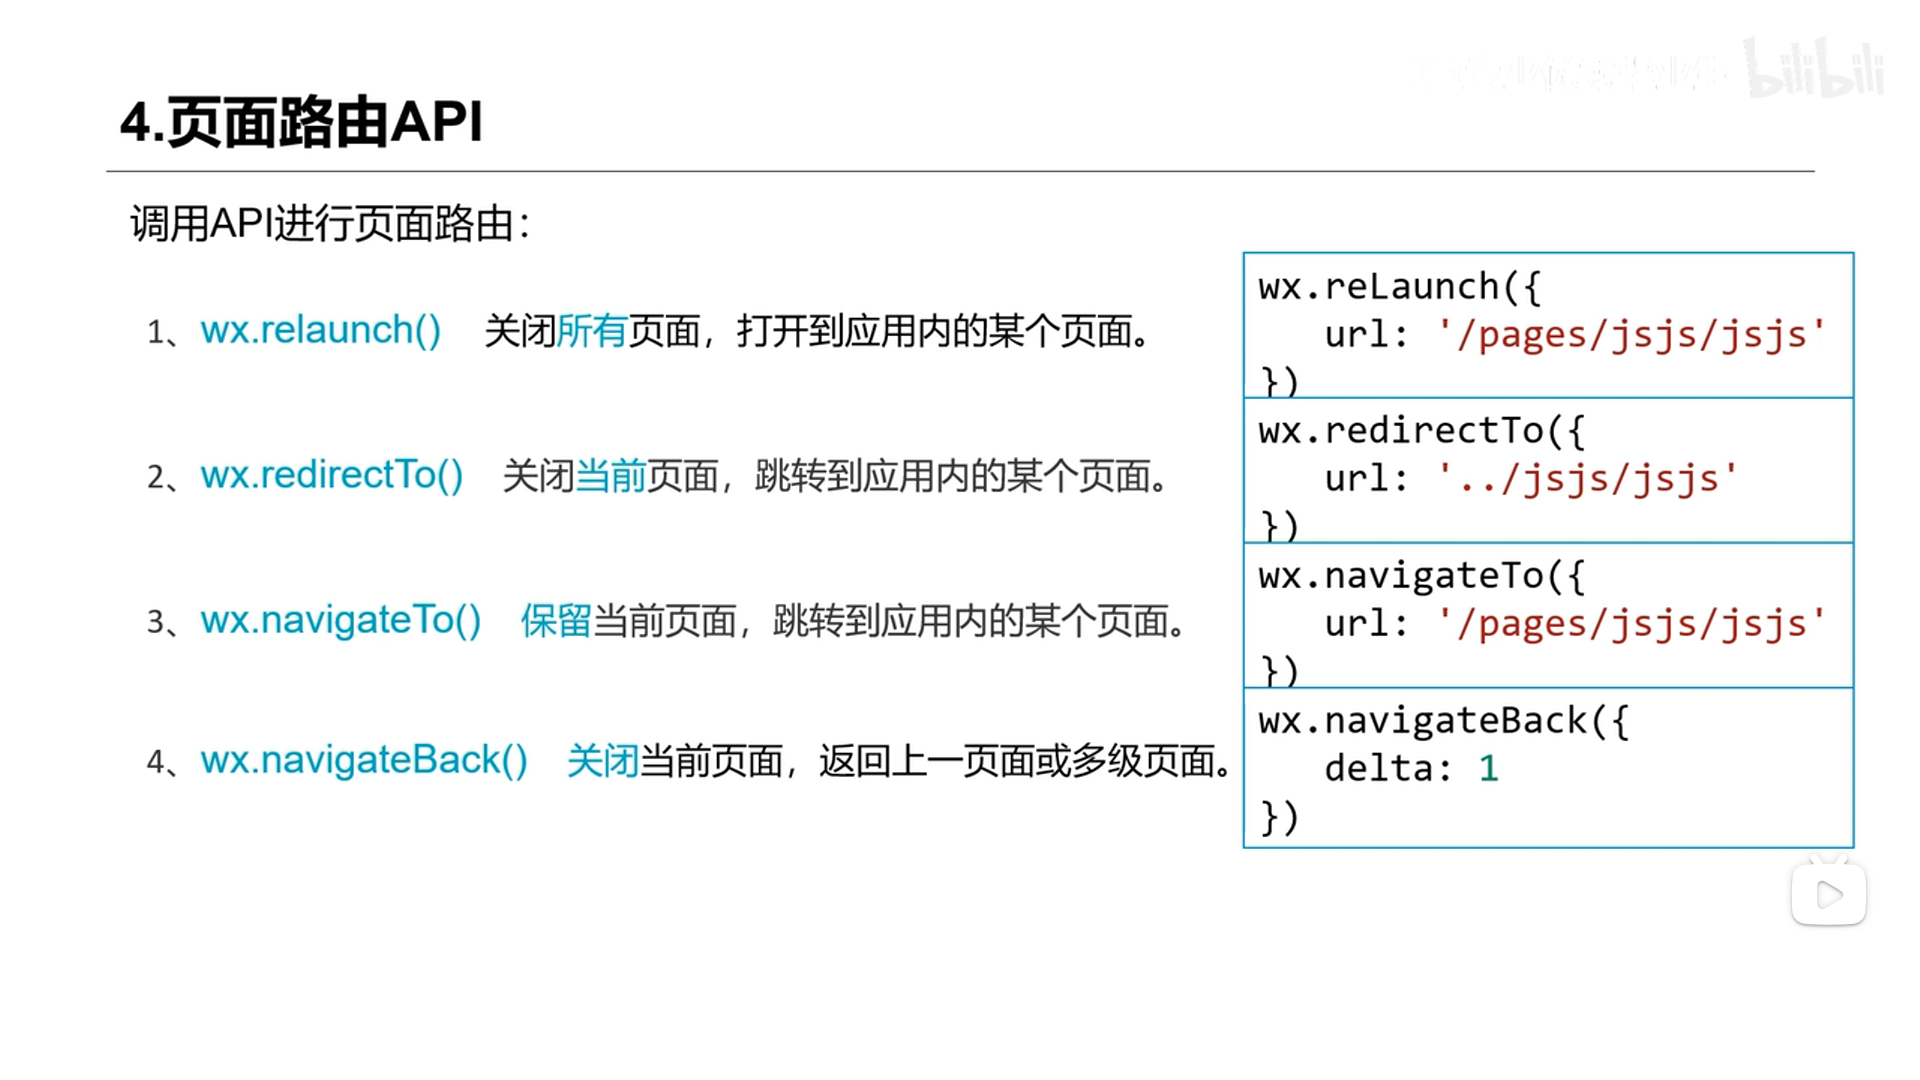 bilibili
4.页面路由API
调用API进行页面路由：
1、wx.relaunch() 关闭所有页面，打开到应用内的某个页面。
wx.reLaunch({
url: '/pages/jsjs/jsjs'
})
2、wx.redirectTo() 关闭当前页面，跳转到应用内的某个页面。
wx.redirectTo({
url: '../jsjs/jsjs'
})
3、wx.navigateTo() 保留当前页面，跳转到应用内的某个页面。
wx.navigateTo({
url: '/pages/jsjs/jsjs'
})
4、wx.navigateBack() 关闭当前页面，返回上一页面或多级页面。
wx.navigateBack({
delta: 1
})